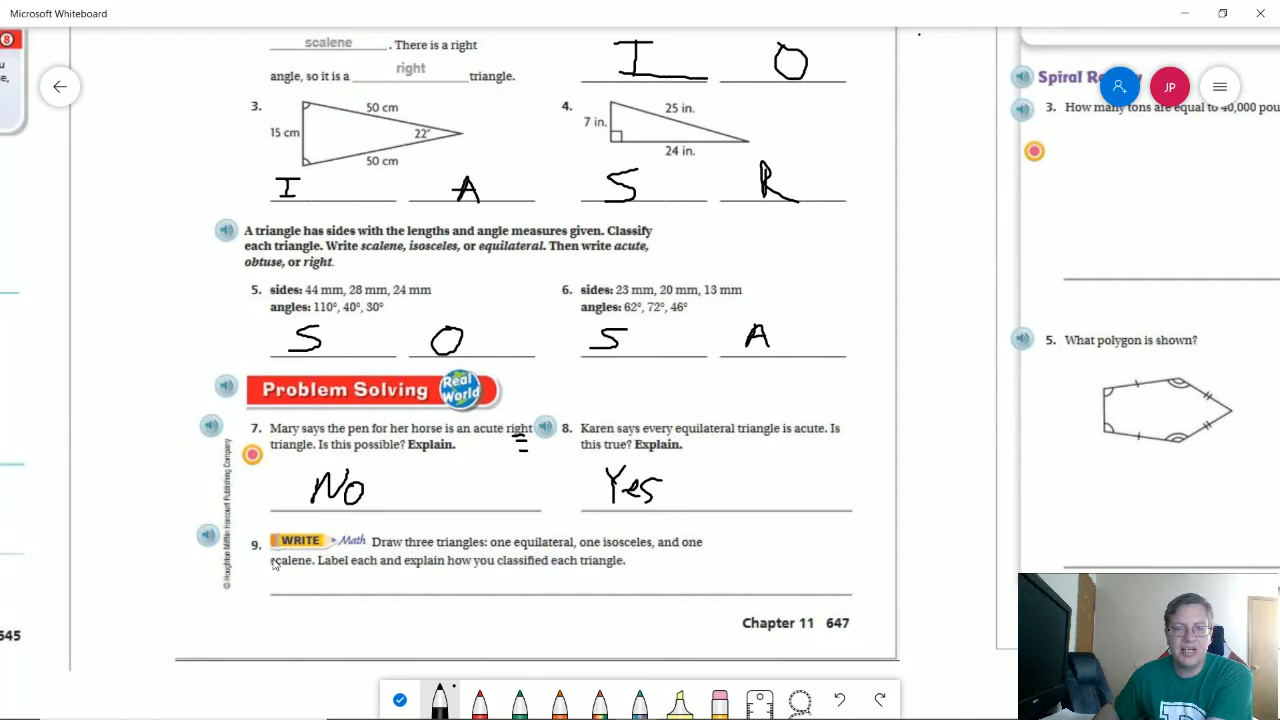 Microsoft Whiteboard
8
scalene . There is a right
angle, so it is a right triangle.
I O
3. 50 cm
15 cm 22°
50 cm
I A
4. 25 in.
7 in.
24 in.
S R
A triangle has sides with the lengths and angle measures given. Classify
each triangle. Write scalene, isosceles, or equilateral. Then write acute,
obtuse, or right.
5. sides: 44 mm, 28 mm, 24 mm
angles: 110°, 40°, 30°
S O
6. sides: 23 mm, 20 mm, 13 mm
angles: 62°, 72°, 46°
S A
Problem Solving Real World
7. Mary says the pen for her horse is an acute right
triangle. Is this possible? Explain.
No
8. Karen says every equilateral triangle is acute. Is
this true? Explain.
Yes
9. WRITE Math Draw three triangles: one equilateral, one isosceles, and one
scalene. Label each and explain how you classified each triangle.
© Houghton Mifflin Harcourt Publishing Company
Chapter 11 647
645
Spiral
JP
3. How many tons are equal to 40,000 pou
5. What polygon is shown?